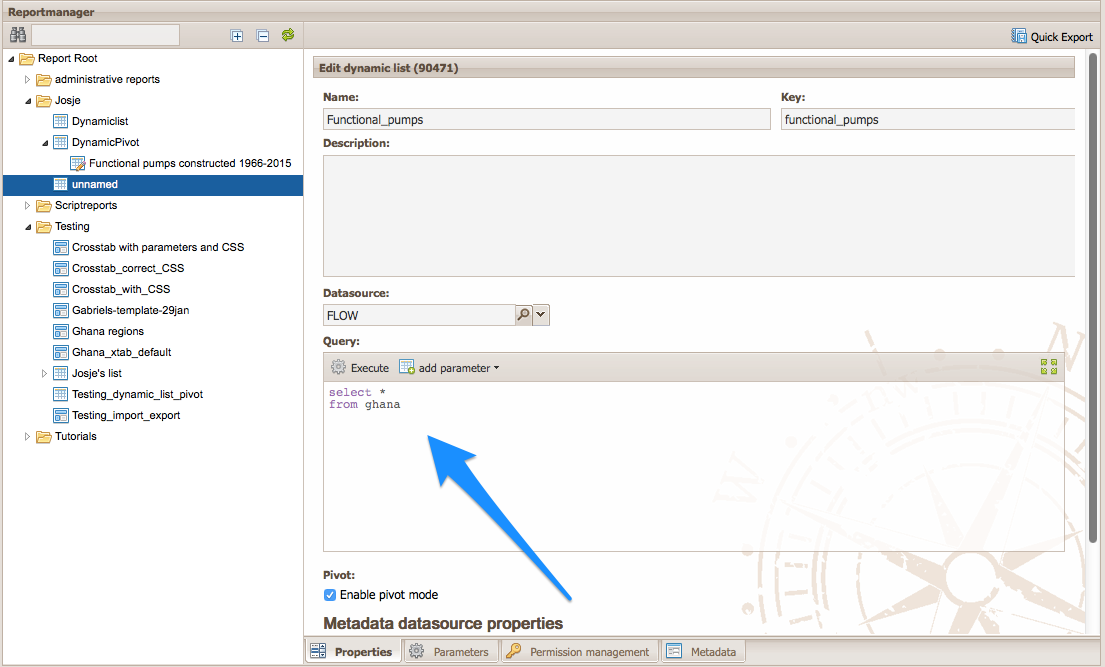 Reportmanager
Quick Export
Report Root
administrative reports
Josje
Dynamiclist
DynamicPivot
Functional pumps constructed 1966-2015
unnamed
Scriptreports
Testing
Crosstab with parameters and CSS
Crosstab_correct_CSS
Crosstab_with_CSS
Gabriels-template-29jan
Ghana regions
Ghana_xtab_default
Josje's list
Testing_dynamic_list_pivot
Testing_import_export
Tutorials
Edit dynamic list (90471)
Name: Key:
Functional_pumps functional_pumps
Description:
Datasource:
FLOW
Query:
Execute add parameter
select *
from ghana
N
W
Pivot:
Enable pivot mode
Metadata datasource properties
Properties Parameters Permission management Metadata